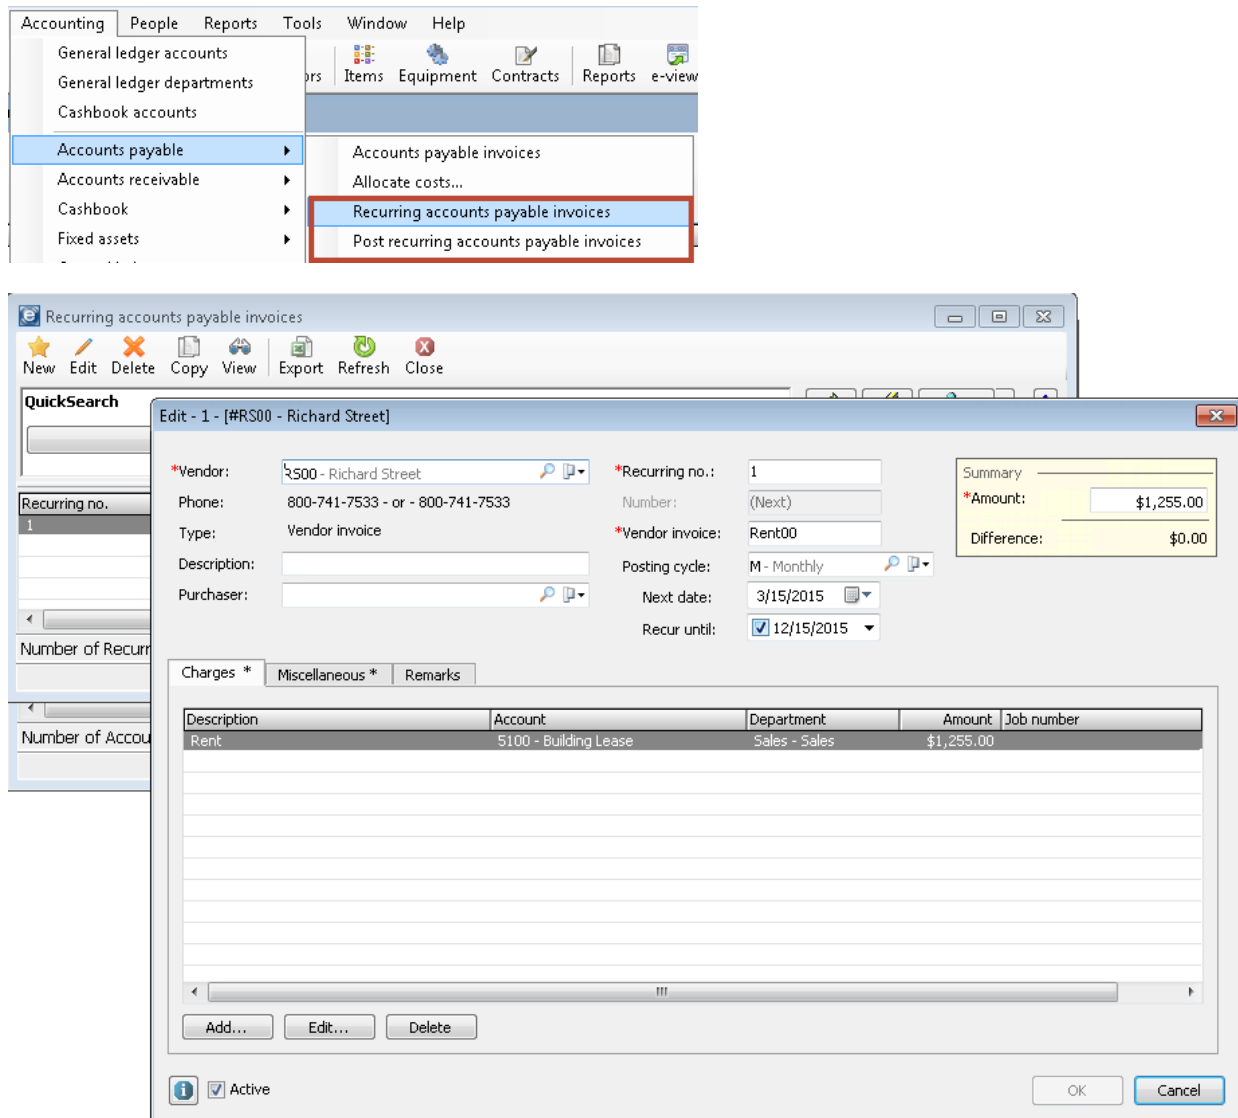 Accounting People Reports Tools Window Help
General ledger accounts
Items Equipment Contracts Reports e-view
General ledger departments
Cashbook accounts
Accounts payable
Accounts payable invoices
Accounts receivable
Allocate costs...
Cashbook
Recurring accounts payable invoices
Fixed assets
Post recurring accounts payable invoices
Recurring accounts payable invoices
New Edit Delete Copy View Export Refresh Close
QuickSearch
Edit - 1 - [#RS00 - Richard Street]
*Vendor: RS00 - Richard Street *Recurring no.: 1 Summary
Recurring no. Phone: 800-741-7533 - or - 800-741-7533 Number: (Next) *Amount: $1,255.00
1 Type: Vendor invoice *Vendor invoice: Rent00 Difference: $0.00
Description: Posting cycle: M - Monthly
Purchaser: Next date: 3/15/2015
Recur until: 12/15/2015
Number of Recurr
Charges * Miscellaneous * Remarks
Description Account Department Amount Job number
Number of Accou
Rent 5100 - Building Lease Sales - Sales $1,255.00
Add... Edit... Delete
Active OK Cancel